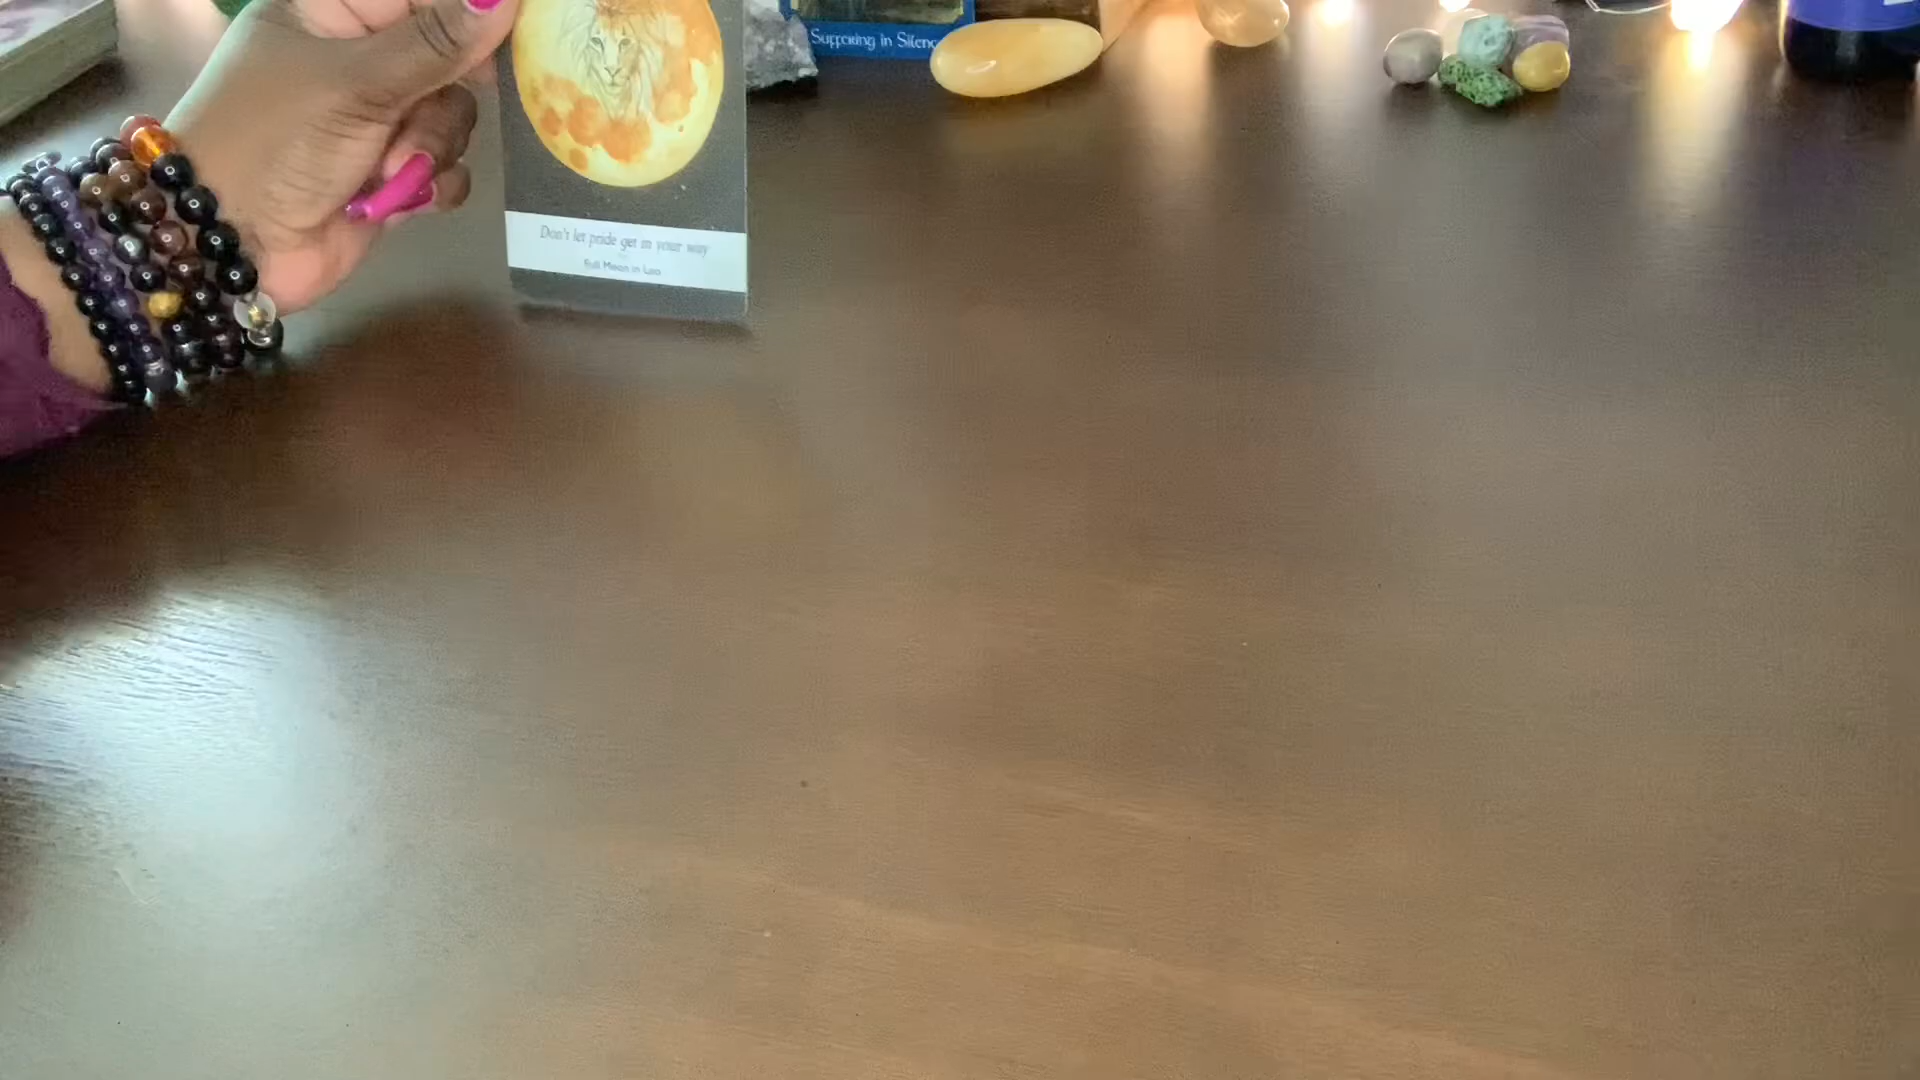 Suffering in Silence
Don't let pride get in your way
Full Moon in Leo